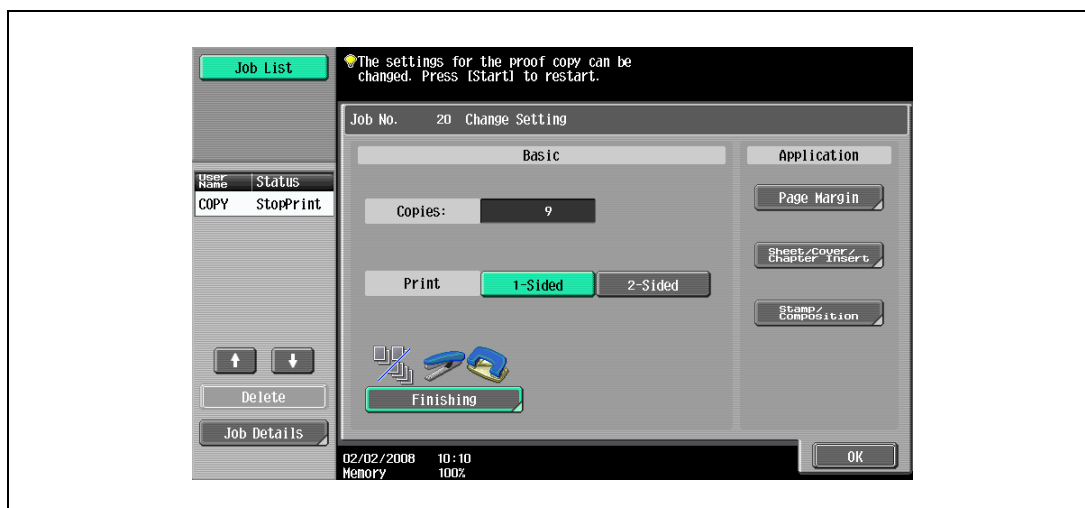 Job List
The settings for the proof copy can be
changed. Press [Start] to restart.
Job No. 20 Change Setting
Basic
Application
User
Name
Status
COPY StopPrint
Copies: 9
Page Margin
Sheet/Cover/
Chapter Insert
Print 1-Sided 2-Sided
Stamp/
Composition
Finishing
Delete
Job Details
02/02/2008 10:10
Memory 100%
OK